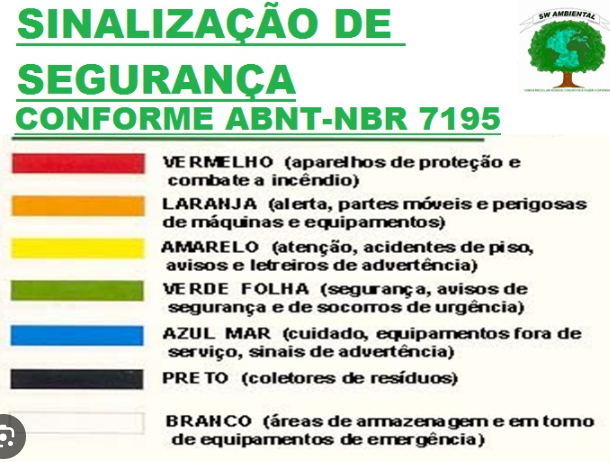 SINALIZAÇÃO DE
SEGURANÇA
CONFORME ABNT-NBR 7195
SW AMBIENTAL
VERMELHO (aparelhos de proteção e
combate a incêndio)
LARANJA (alerta, partes móveis e perigosas
de máquinas e equipamentos)
AMARELO (atenção, acidentes de piso,
avisos e letreiros de advertência)
VERDE FOLHA (segurança, avisos de
segurança e de socorros de urgência)
AZUL MAR (cuidado, equipamentos fora de
serviço, sinais de advertência)
PRETO (coletores de resíduos)
BRANCO (áreas de armazenagem e em torno
de equipamentos de emergência)